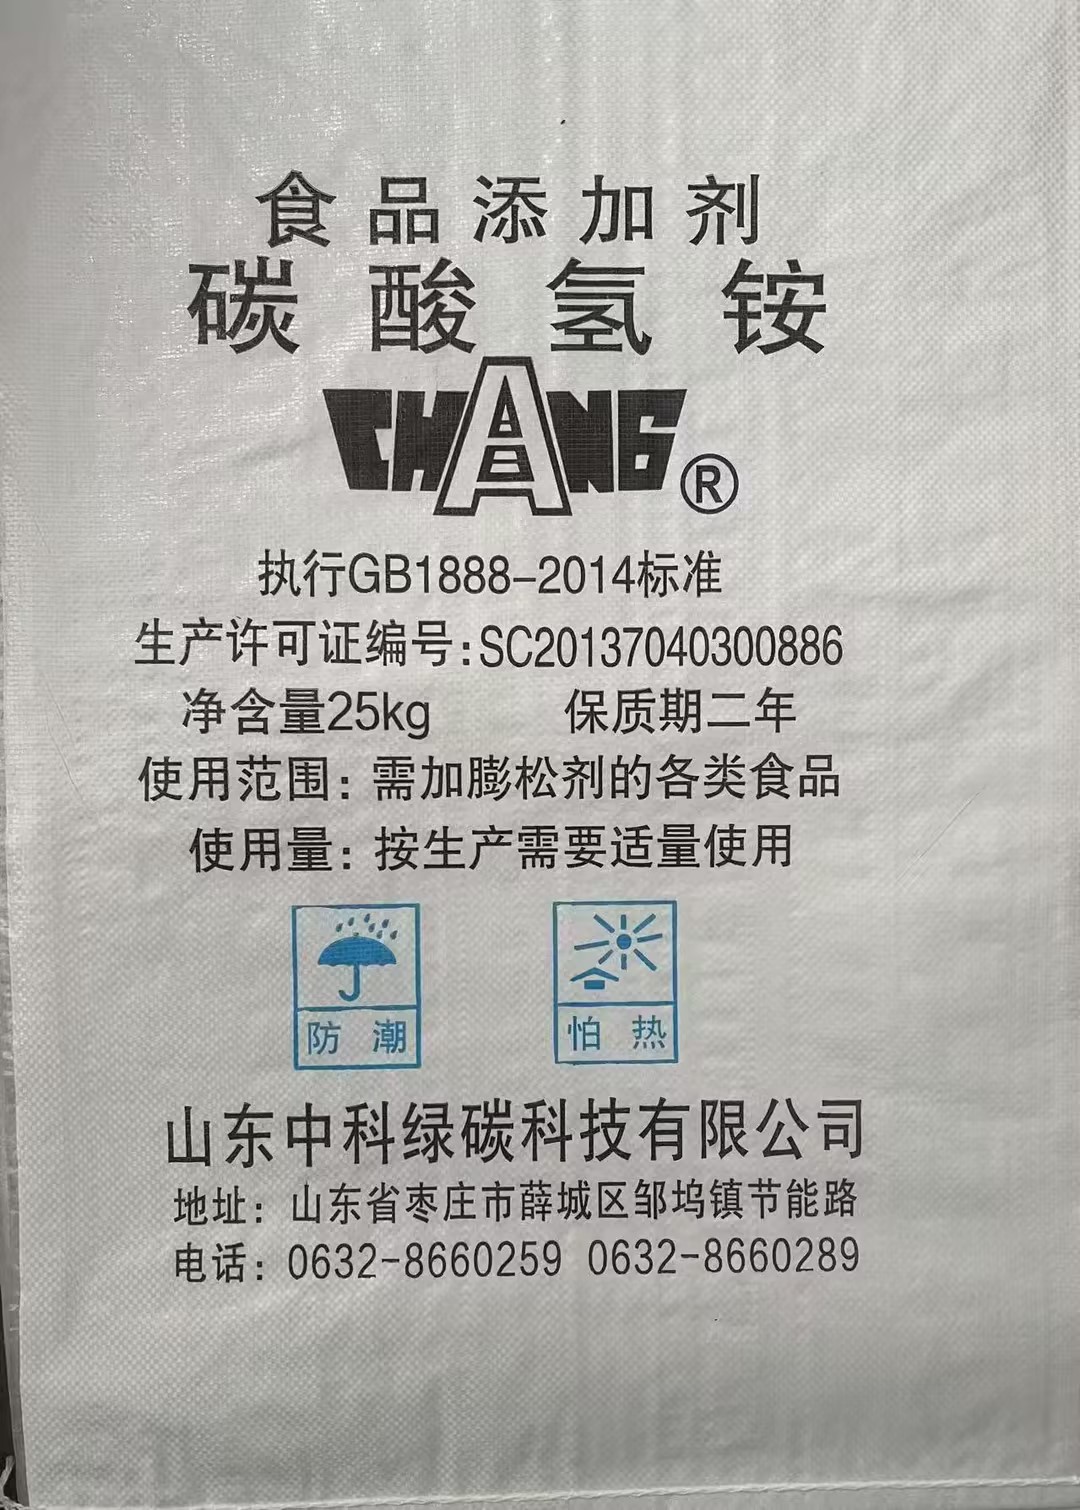 食品添加剂
碳酸氢铵
CHANG®
执行GB1888-2014标准
生产许可证编号:SC20137040300886
净含量25kg 保质期二年
使用范围:需加膨松剂的各类食品
使用量:按生产需要适量使用
防潮 怕热
山东中科绿碳科技有限公司
地址:山东省枣庄市薛城区邹坞镇节能路
电话:0632-8660259 0632-8660289